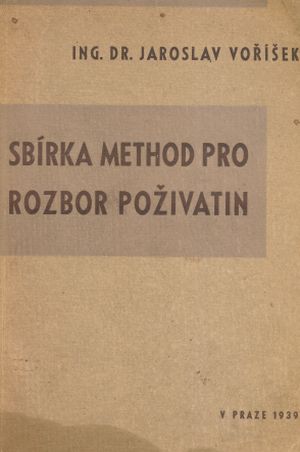 ING. DR. JAROSLAV VOŘÍŠEK
SBÍRKA METHOD PRO
ROZBOR POŽIVATIN
V PRAZE 1939